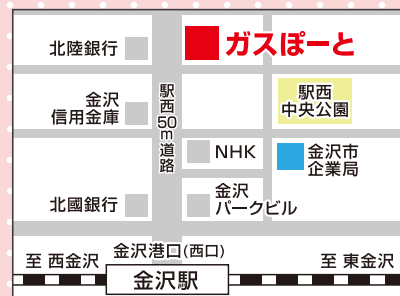 北陸銀行
ガスぽーと
金沢
信用金庫
駅西50m道路
駅西
中央公園
NHK
金沢市
企業局
北國銀行
金沢
パークビル
金沢港口(西口)
至 西金沢
至 東金沢
金沢駅